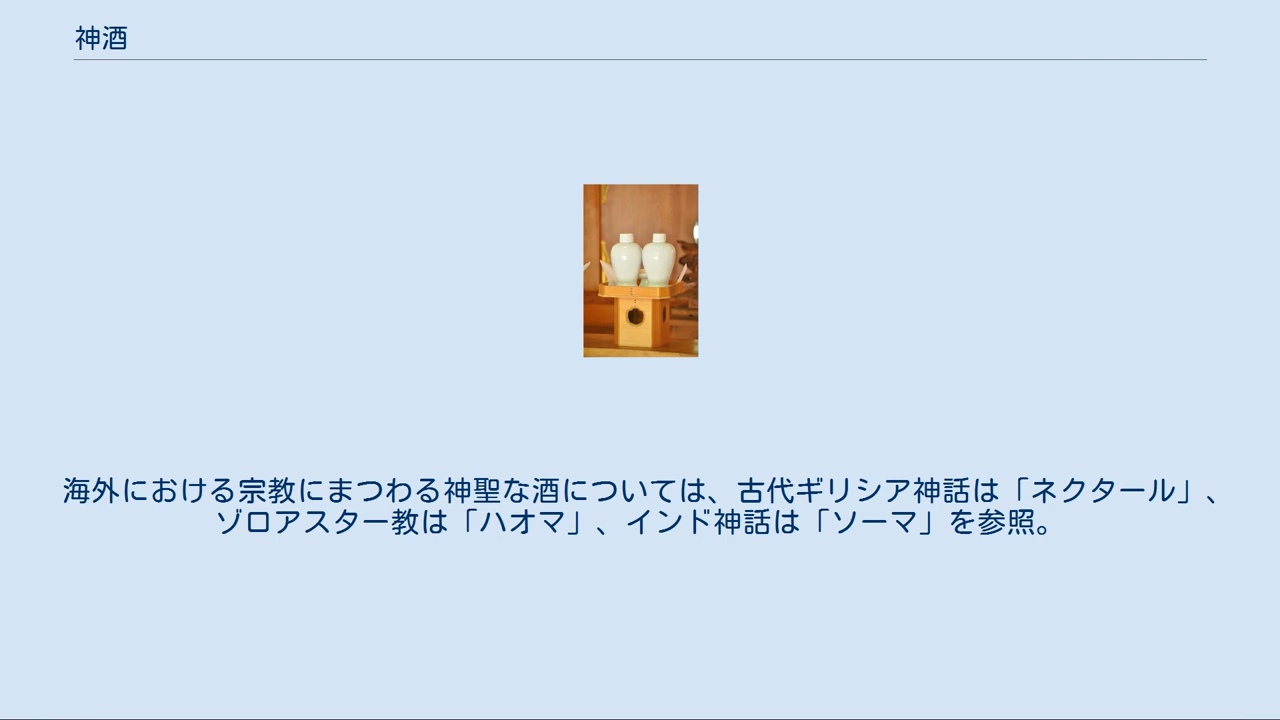 神酒
海外における宗教にまつわる神聖な酒については、古代ギリシア神話は「ネクタール」、
ゾロアスター教は「ハオマ」、インド神話は「ソーマ」を参照。